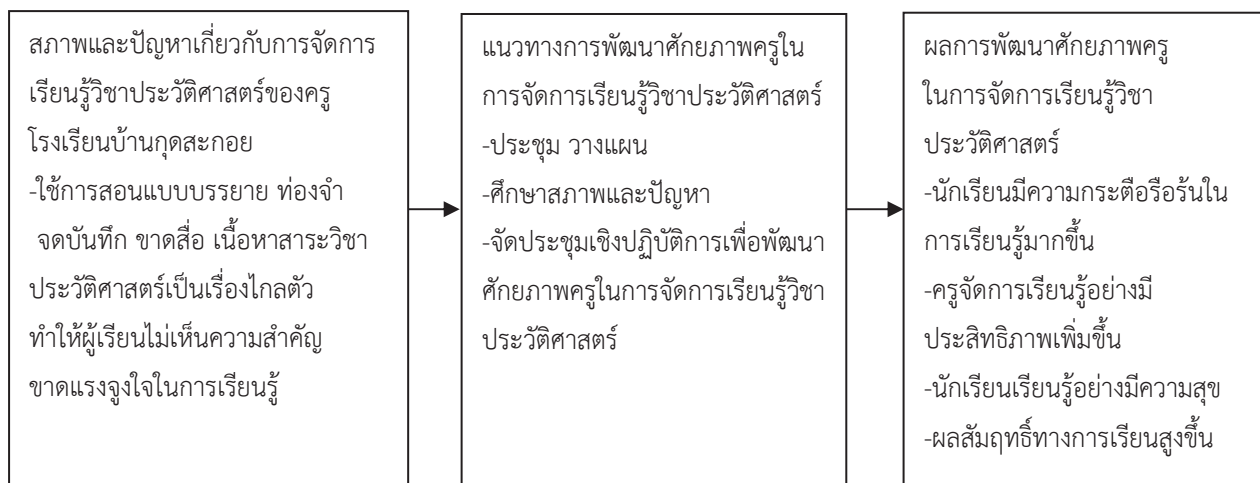 สภาพและปัญหาเกี่ยวกับการจัดการ
เรียนรู้วิชาประวัติศาสตร์ของครู
โรงเรียนบ้านกุดสะกอย
-ใช้การสอนแบบบรรยาย ท่องจำ
จดบันทึก ขาดสื่อ เนื้อหาสาระวิชา
ประวัติศาสตร์เป็นเรื่องไกลตัว
ทำให้ผู้เรียนไม่เห็นความสำคัญ
ขาดแรงจูงใจในการเรียนรู้
แนวทางการพัฒนาศักยภาพครูใน
การจัดการเรียนรู้วิชาประวัติศาสตร์
-ประชุม วางแผน
-ศึกษาสภาพและปัญหา
-จัดประชุมเชิงปฏิบัติการเพื่อพัฒนา
ศักยภาพครูในการจัดการเรียนรู้วิชา
ประวัติศาสตร์
ผลการพัฒนาศักยภาพครู
ในการจัดการเรียนรู้วิชา
ประวัติศาสตร์
-นักเรียนมีความกระตือรือร้นใน
การเรียนรู้มากขึ้น
-ครูจัดการเรียนรู้อย่างมี
ประสิทธิภาพเพิ่มขึ้น
-นักเรียนเรียนรู้อย่างมีความสุข
-ผลสัมฤทธิ์ทางการเรียนสูงขึ้น